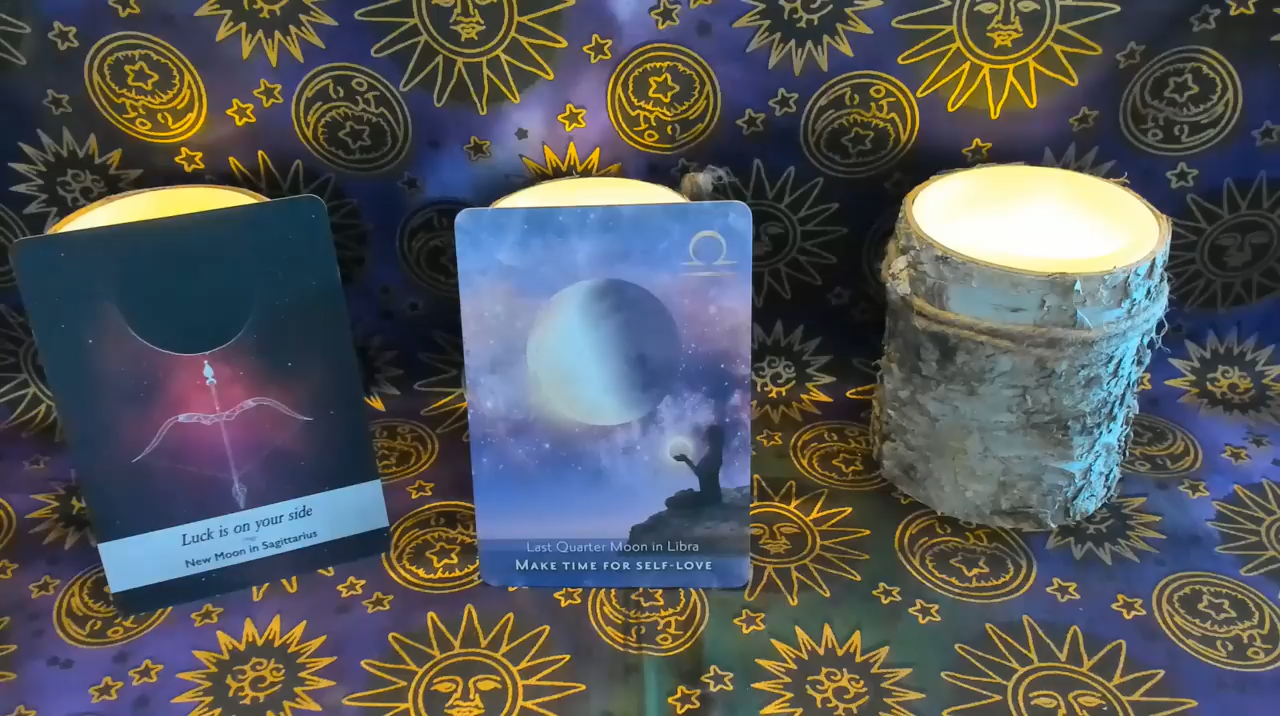 Luck is on your side
New Moon in Sagittarius
Last Quarter Moon in Libra
MAKE TIME FOR SELF-LOVE